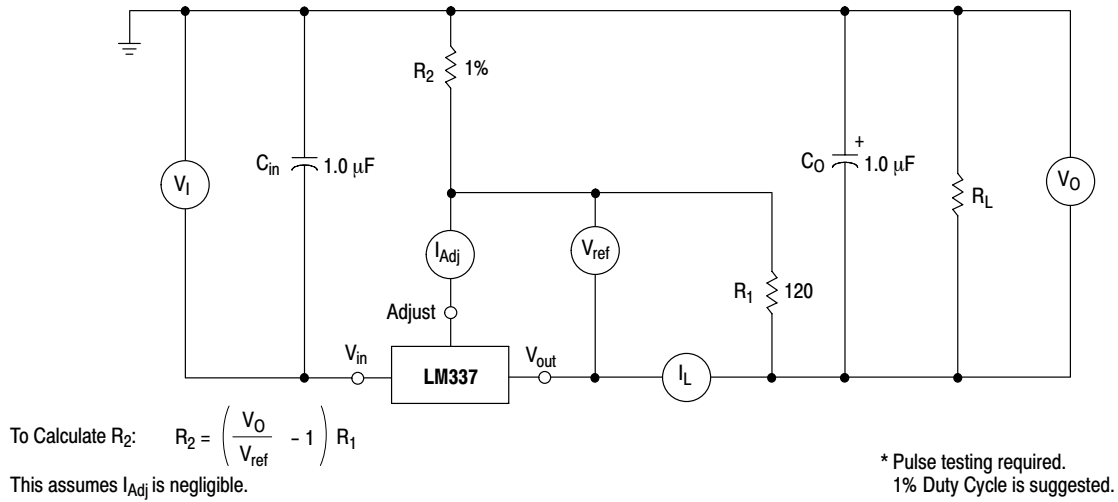 R2 1%
Cin 1.0 μF
CO + 1.0 μF
VI
RL
VO
IAdj
Vref
R1 120
Adjust
Vin
LM337
Vout
IL
To Calculate R2: R2 = ( VO / Vref - 1 ) R1
This assumes IAdj is negligible.
* Pulse testing required.
1% Duty Cycle is suggested.